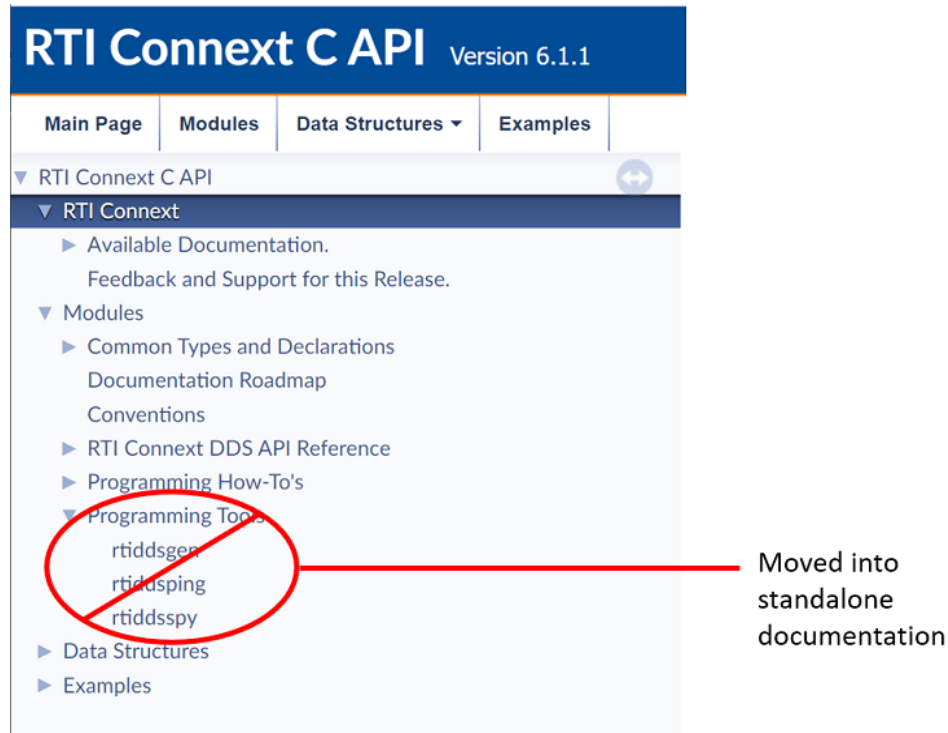 RTI Connext C API Version 6.1.1
Main Page Modules Data Structures Examples
RTI Connext C API
RTI Connext
Available Documentation.
Feedback and Support for this Release.
Modules
Common Types and Declarations
Documentation Roadmap
Conventions
RTI Connext DDS API Reference
Programming How-To's
Programming Tools
rtiddsgen
rtiddsping
rtiddsspy
Data Structures
Examples
Moved into
standalone
documentation